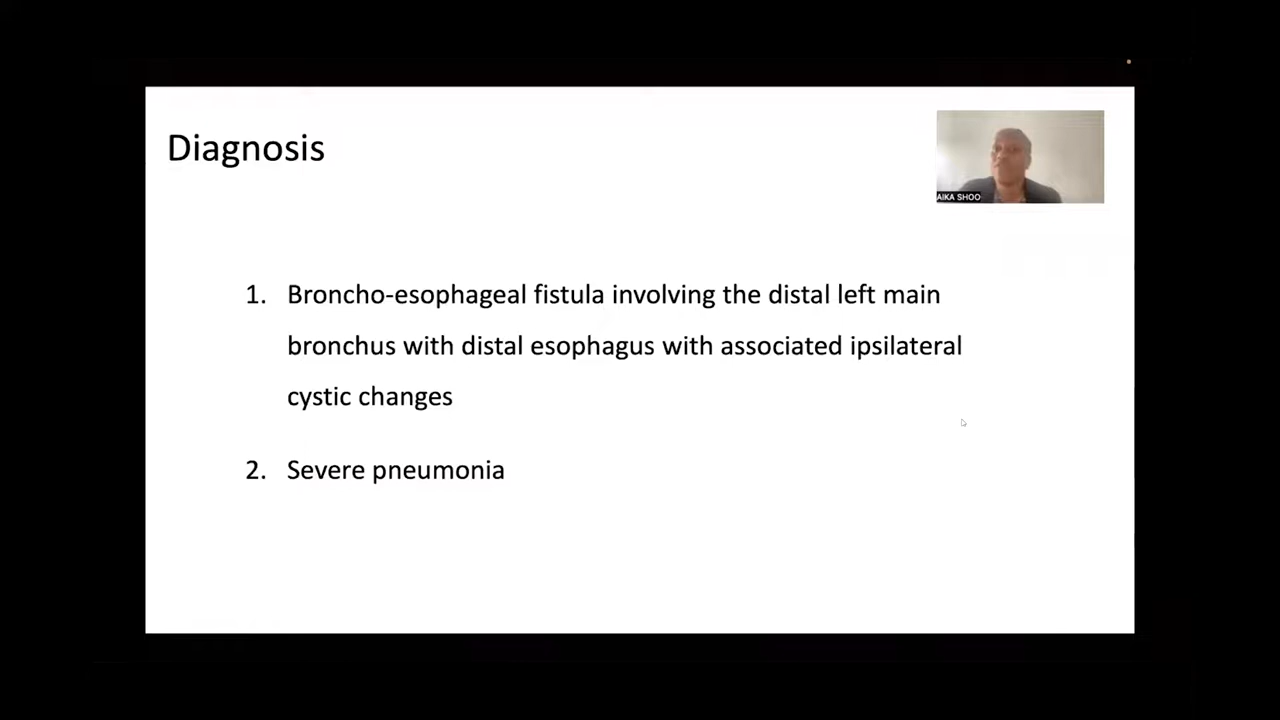 Diagnosis
AIKA SHOO
1. Broncho-esophageal fistula involving the distal left main
bronchus with distal esophagus with associated ipsilateral
cystic changes
2. Severe pneumonia